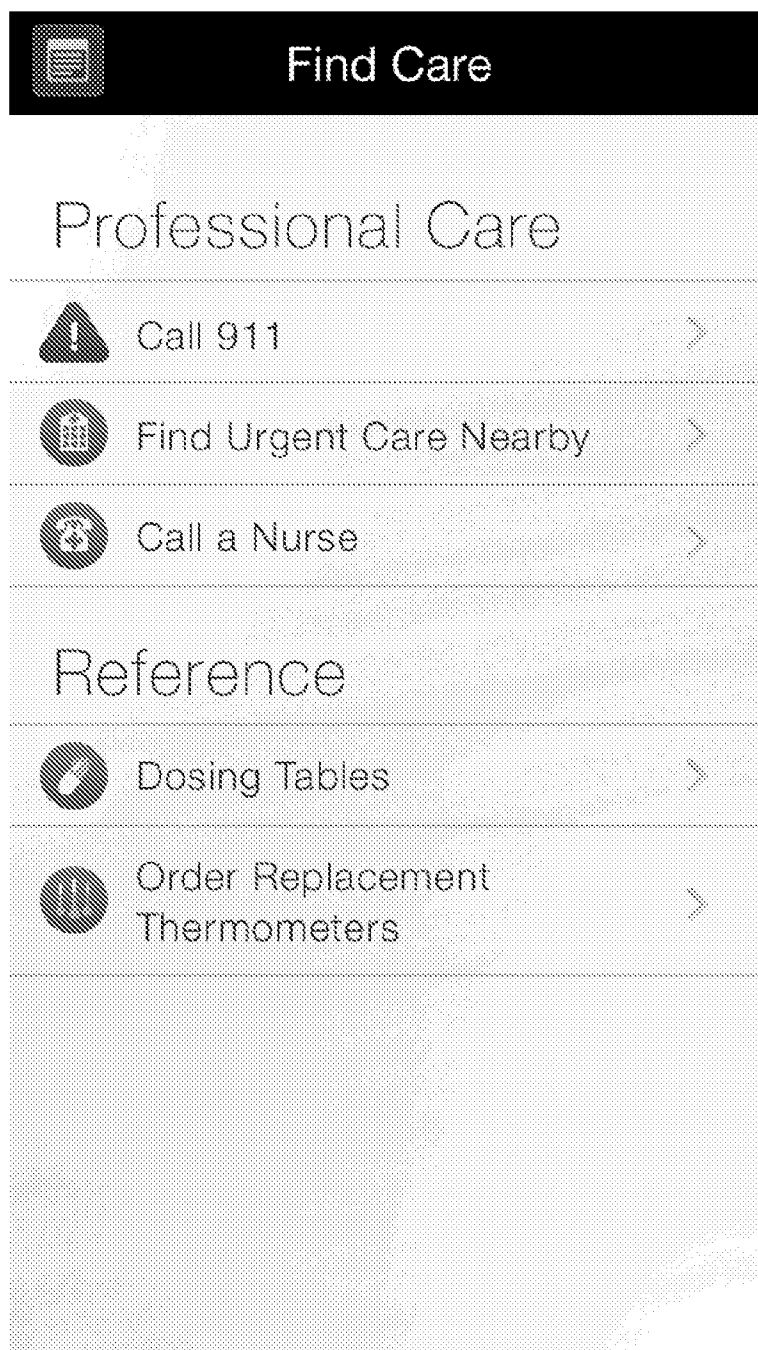 Find Care
Professional Care
Call 911
Find Urgent Care Nearby
Call a Nurse
Reference
Dosing Tables
Order Replacement
Thermometers